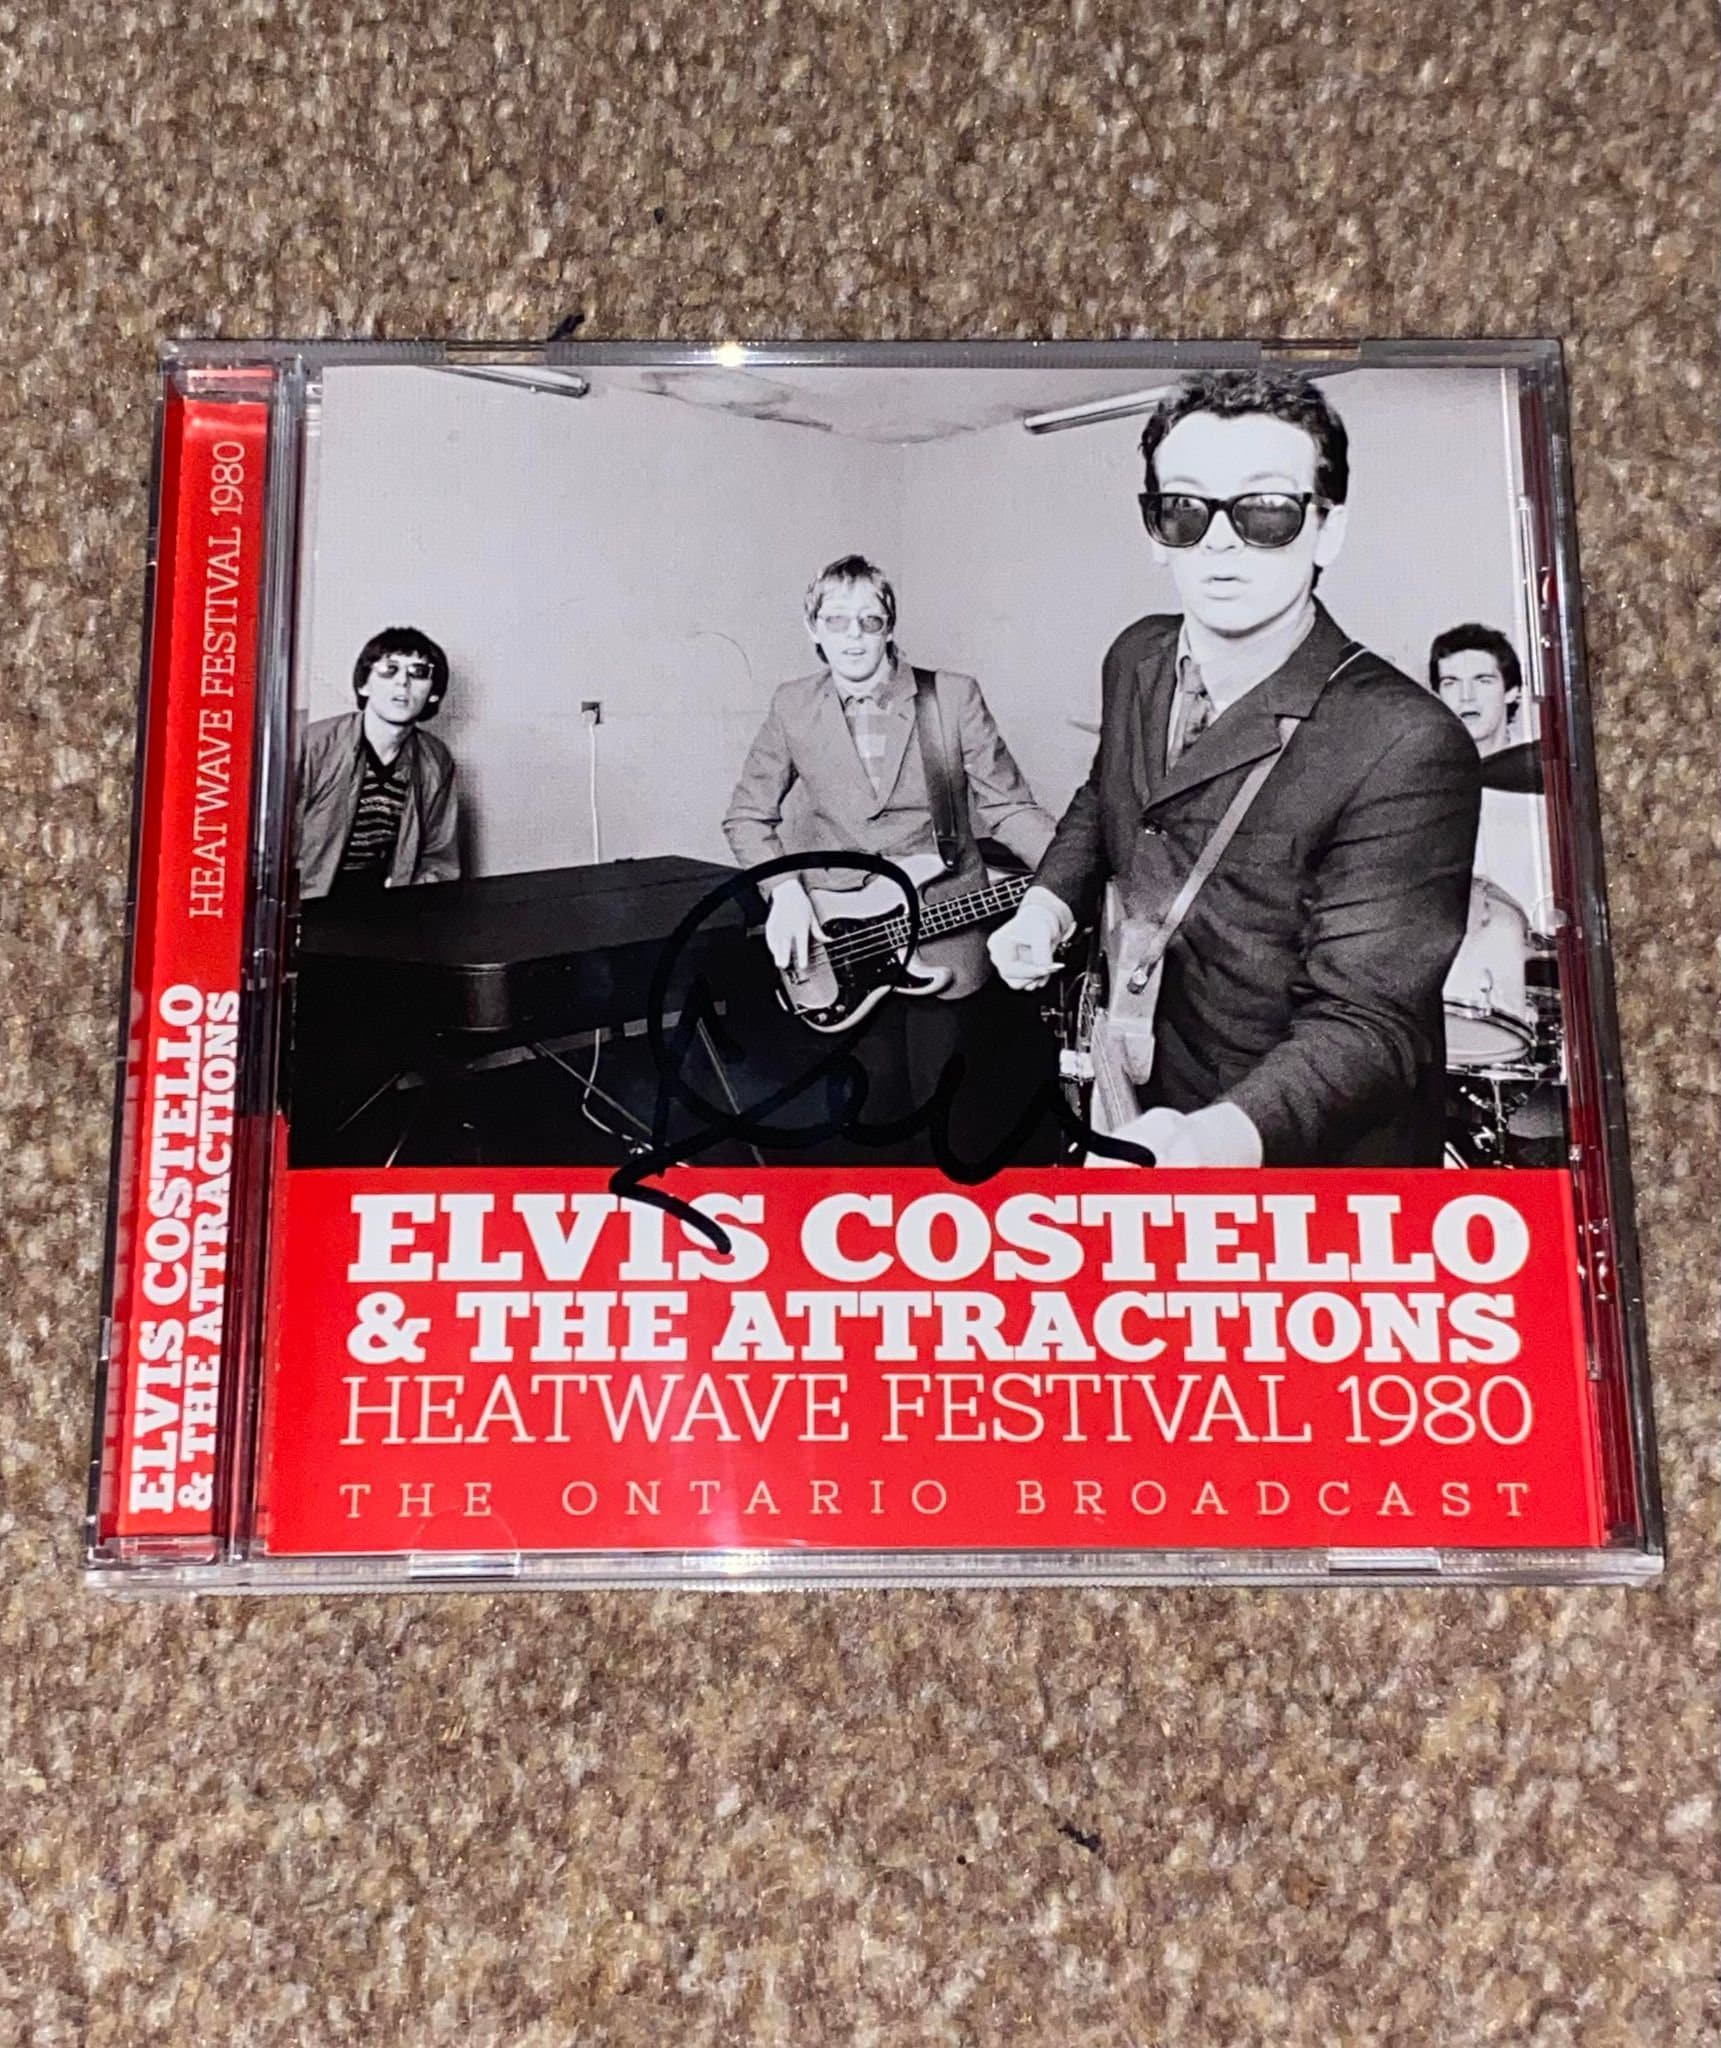 HEATWAVE FESTIVAL 1980
ELVIS COSTELLO
& THE ATTRACTIONS
ELVIS COSTELLO
& THE ATTRACTIONS
HEATWAVE FESTIVAL 1980
THE ONTARIO BROADCAST